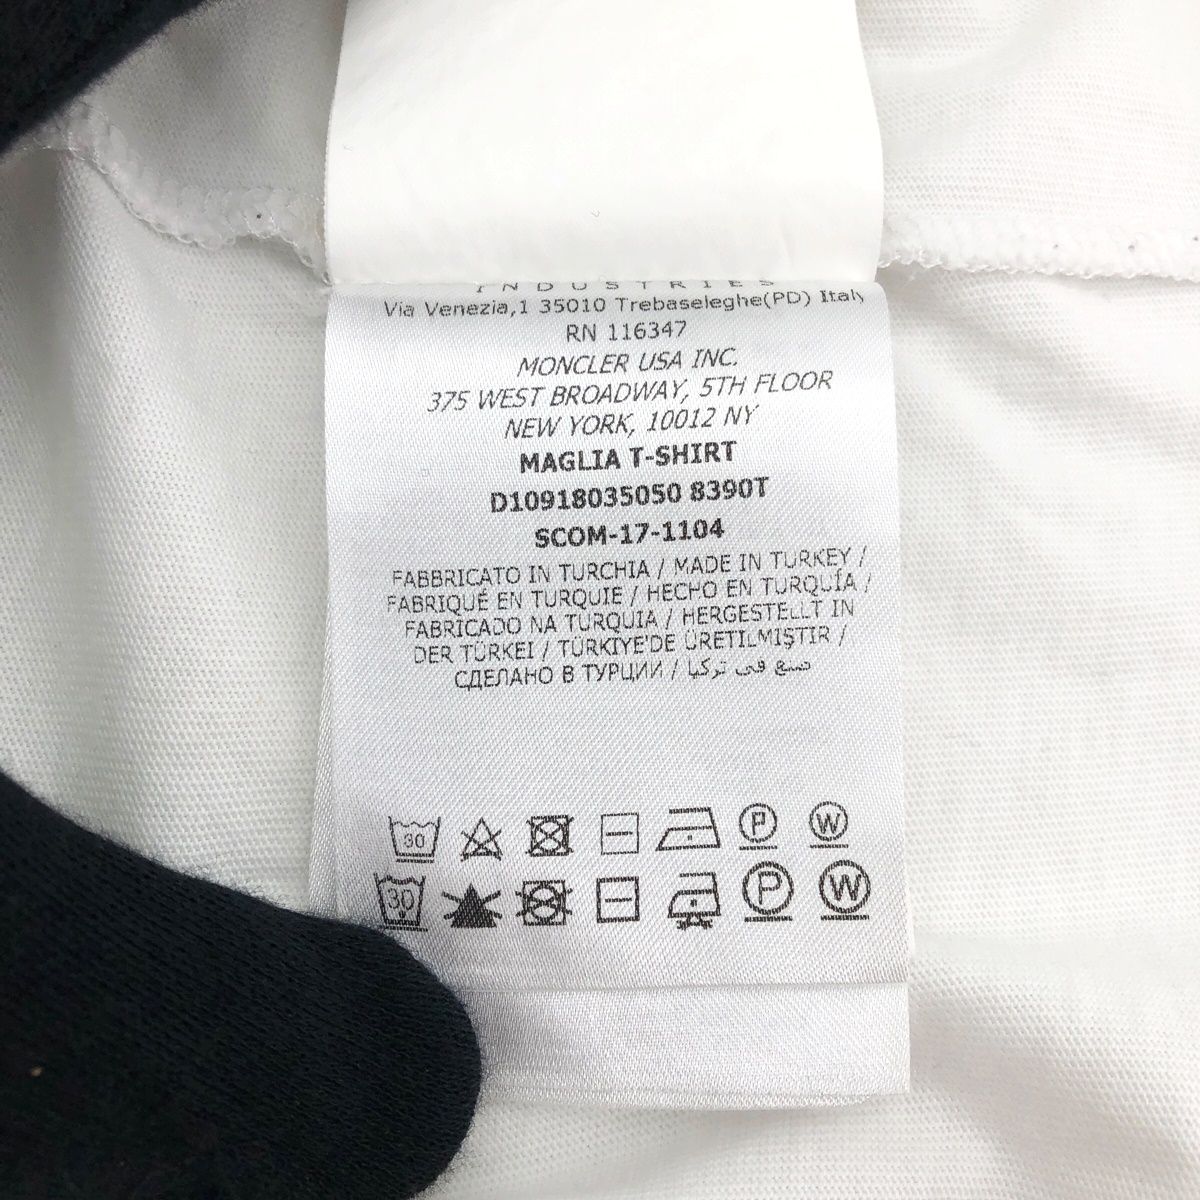 INDUSTRIES
Via Venezia,1 35010 Trebaseleghe(PD) Italy
RN 116347
MONCLER USA INC.
375 WEST BROADWAY, 5TH FLOOR
NEW YORK, 10012 NY
MAGLIA T-SHIRT
D10918035050 8390T
SCOM-17-1104
FABBRICATO IN TURCHIA / MADE IN TURKEY /
FABRIQUÉ EN TURQUIE / HECHO EN TURQUÍA /
FABRICADO NA TURQUIA / HERGESTELLT IN
DER TÜRKEI / TÜRKIYE'DE ÜRETILMIŞTIR /
СДЕЛАНО В ТУРЦИИ / صنع في تركيا
30 P W
30 P W